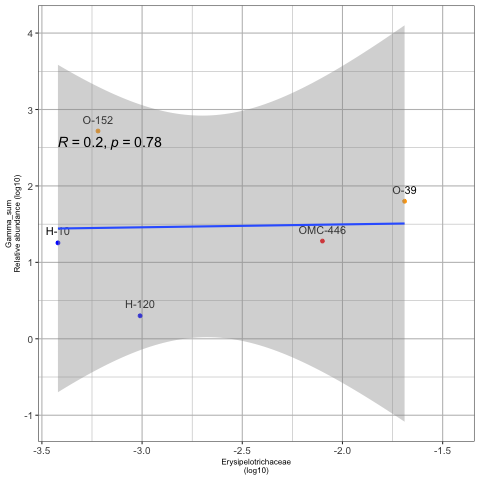 4
3
2
1
0
-1
O-152
R = 0.2, p = 0.78
O-39
H-10
OMC-446
H-120
-3.5 -3.0 -2.5 -2.0 -1.5
Erysipelotrichaceae
(log10)
Gamma_sum
Relative abundance (log10)